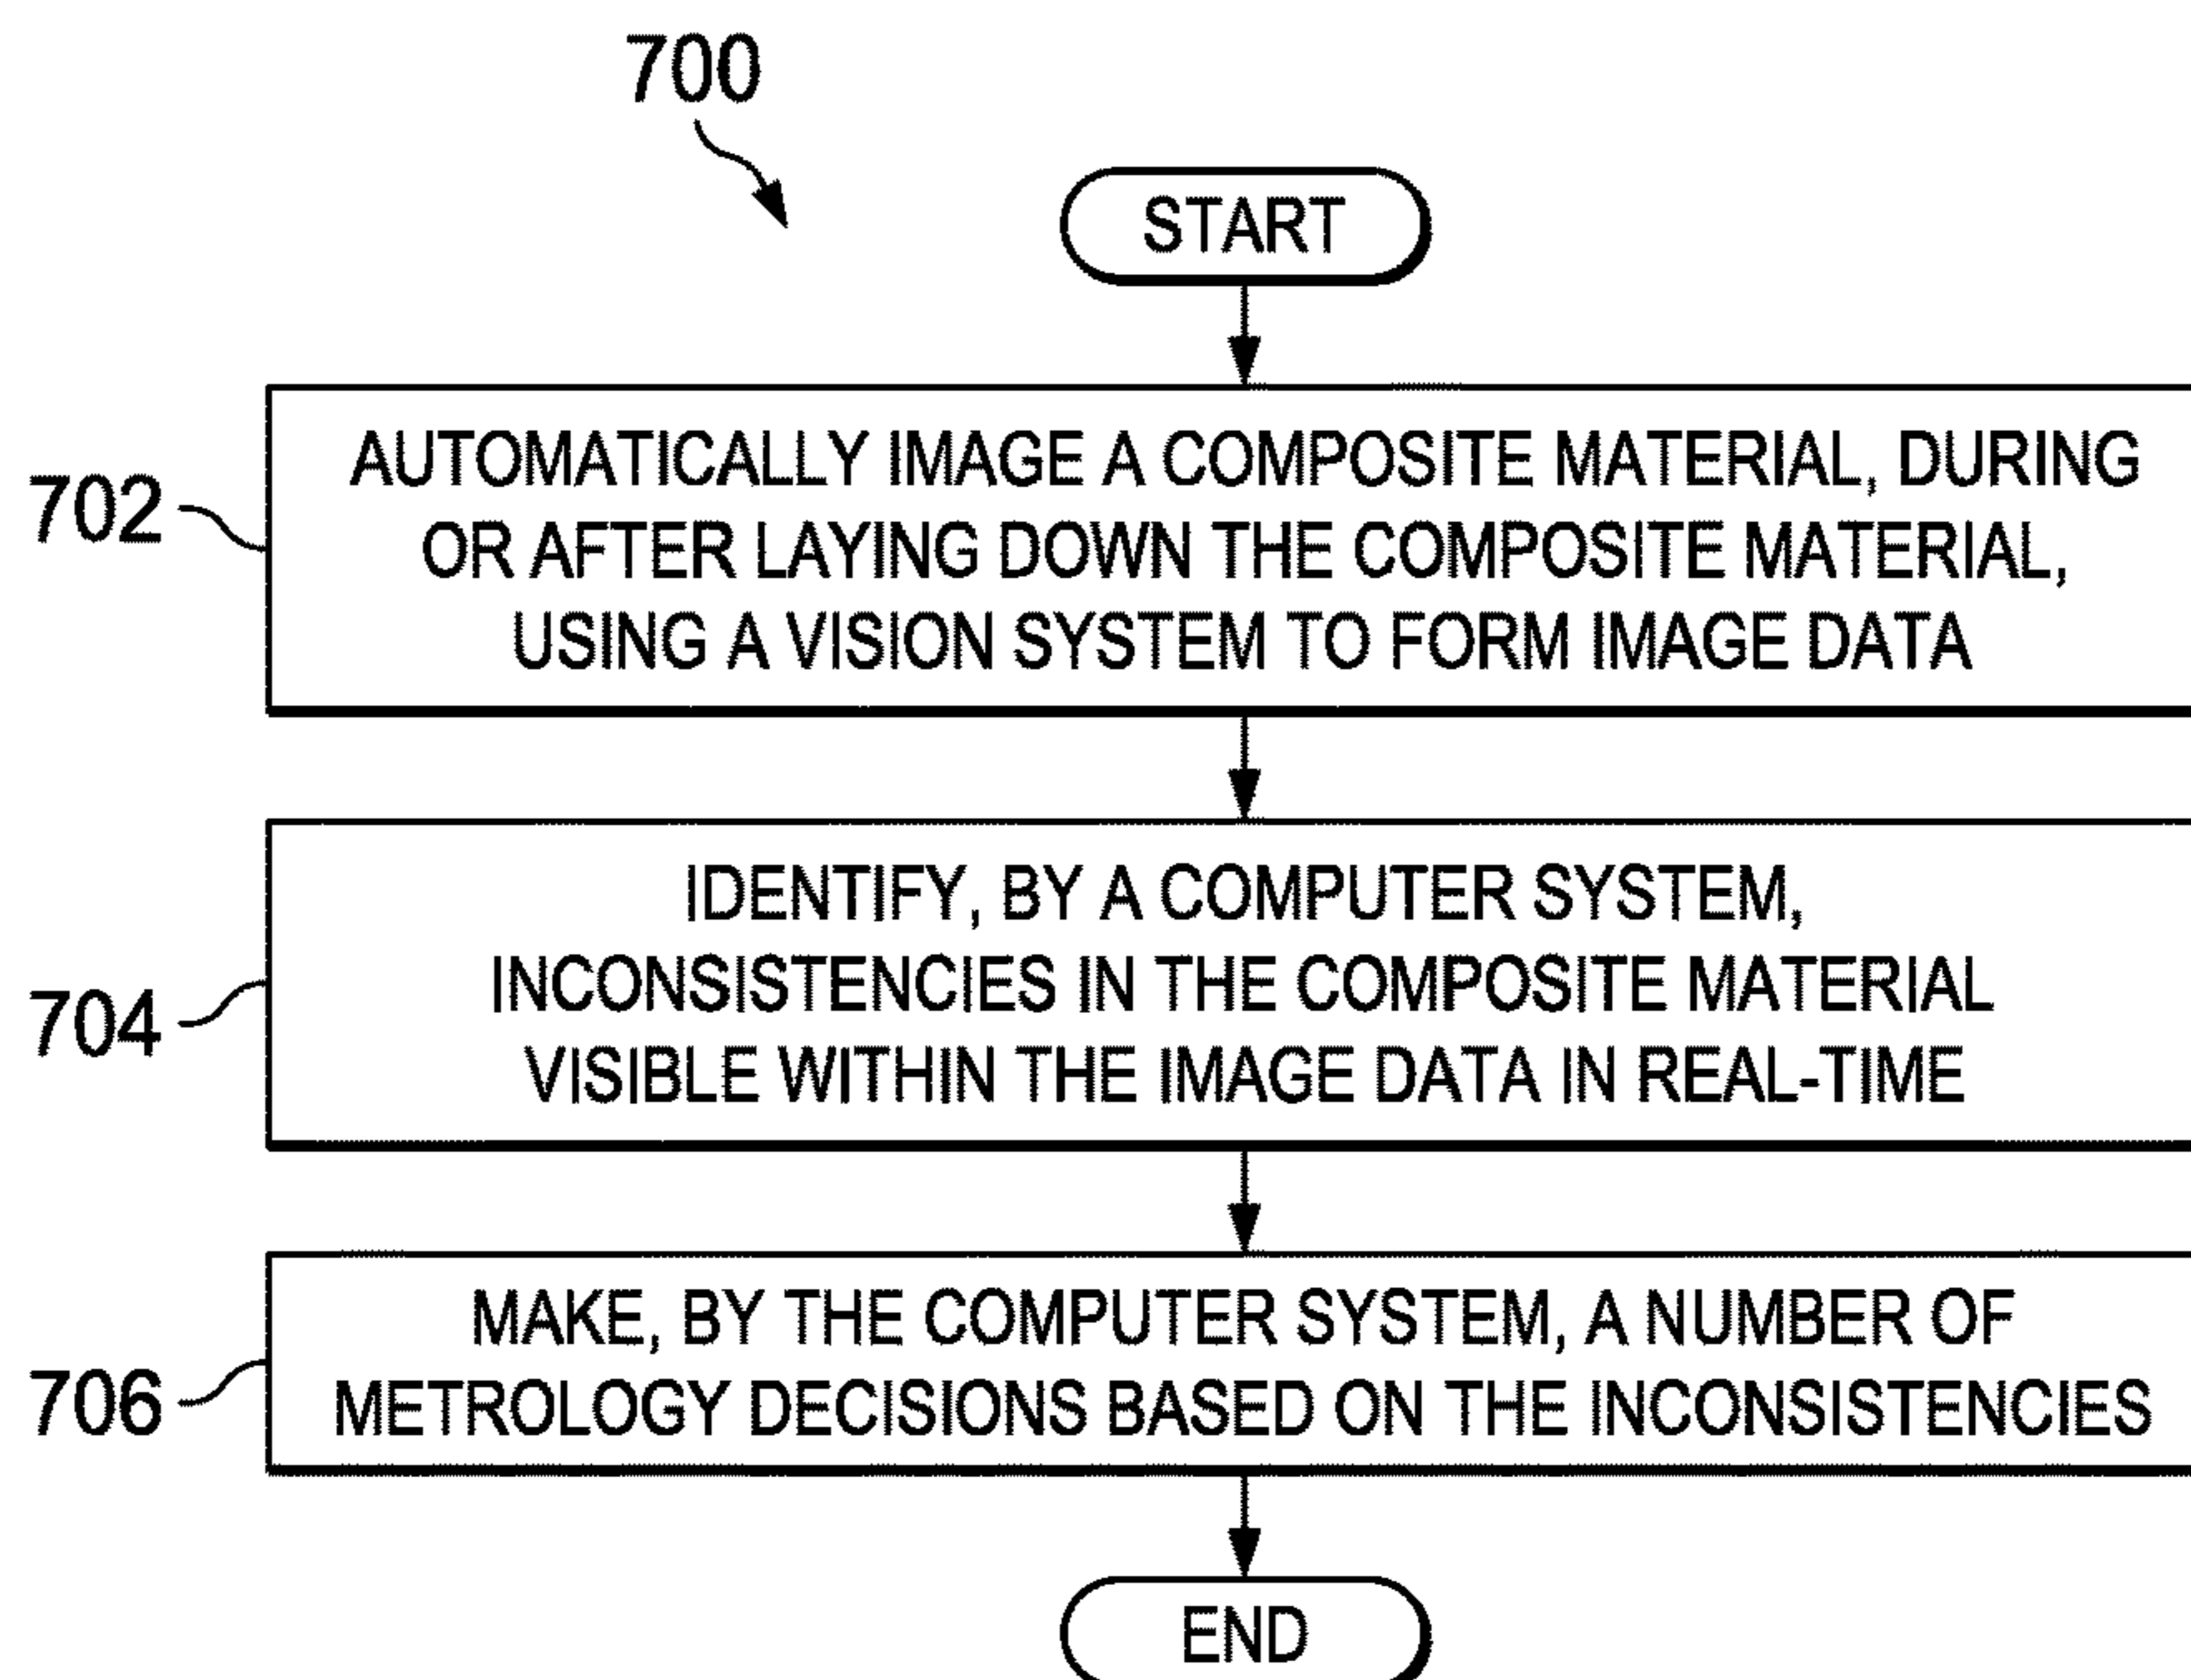 700
START
702
AUTOMATICALLY IMAGE A COMPOSITE MATERIAL, DURING
OR AFTER LAYING DOWN THE COMPOSITE MATERIAL,
USING A VISION SYSTEM TO FORM IMAGE DATA
704
IDENTIFY, BY A COMPUTER SYSTEM,
INCONSISTENCIES IN THE COMPOSITE MATERIAL
VISIBLE WITHIN THE IMAGE DATA IN REAL-TIME
706
MAKE, BY THE COMPUTER SYSTEM, A NUMBER OF
METROLOGY DECISIONS BASED ON THE INCONSISTENCIES
END